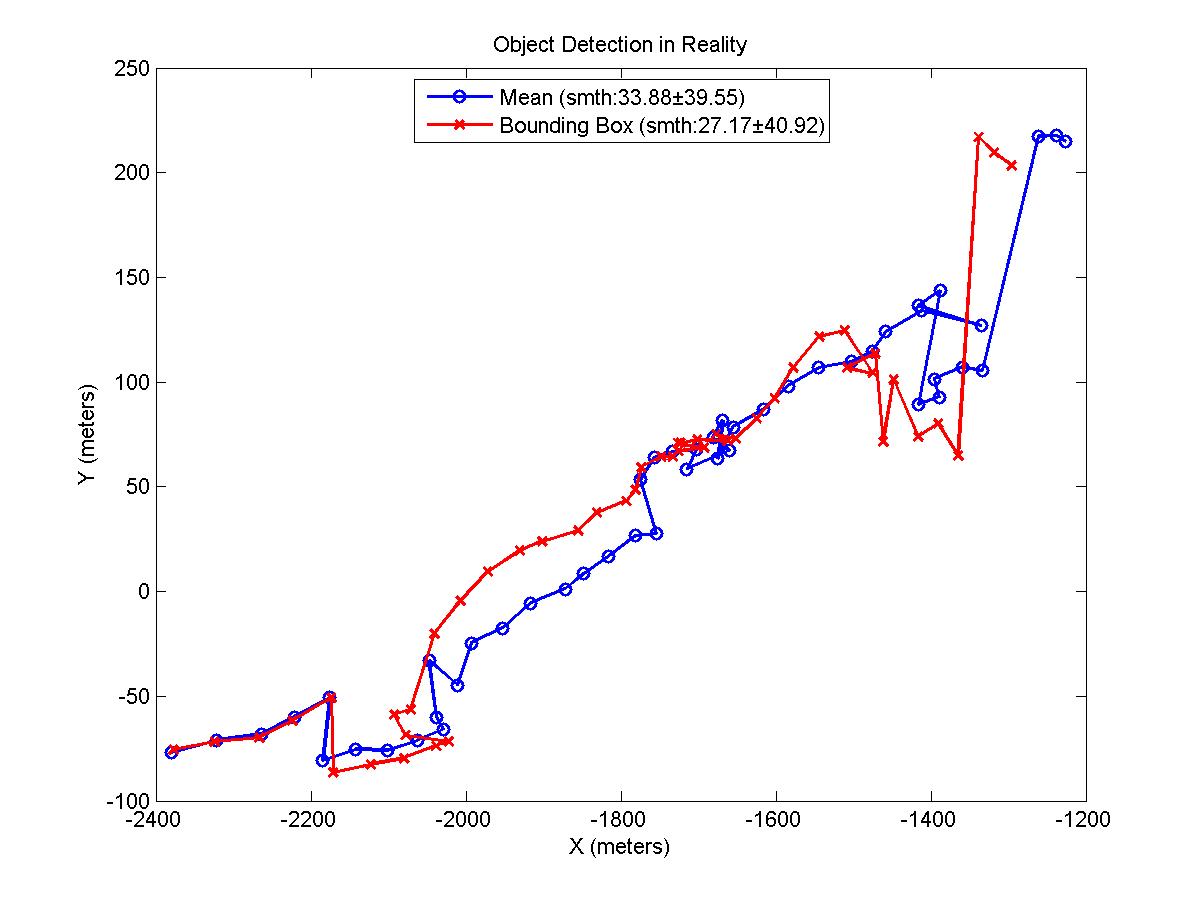 Object Detection in Reality
Mean (smth:33.88±39.55)
Bounding Box (smth:27.17±40.92)
250
200
150
100
50
0
-50
-100
Y (meters)
-2400 -2200 -2000 -1800 -1600 -1400 -1200
X (meters)